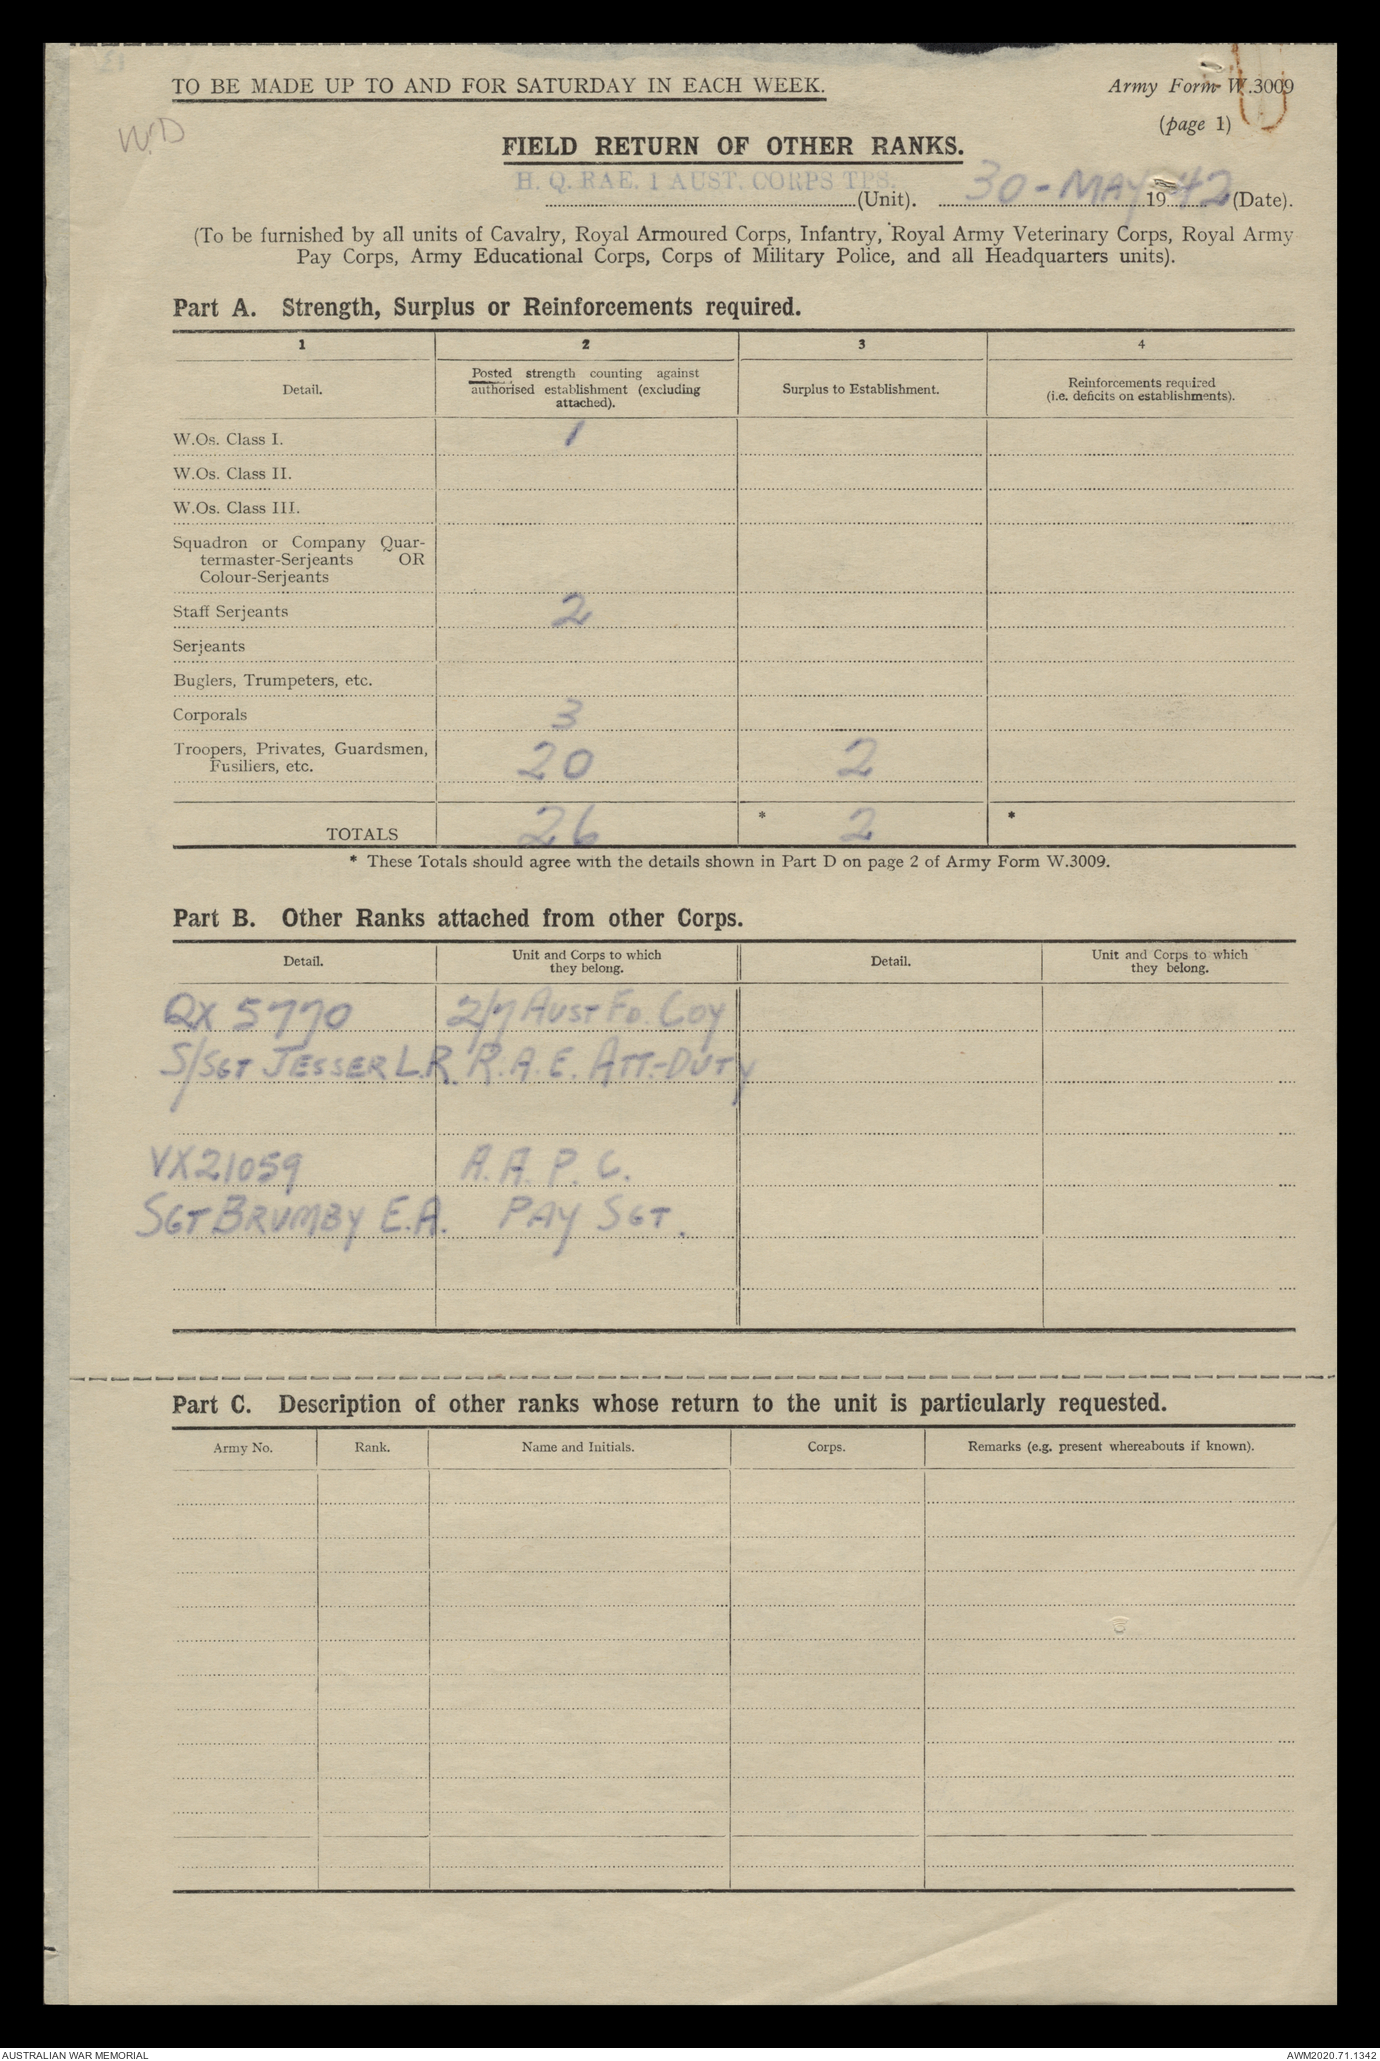 TO BE MADE UP TO AND FOR SATURDAY IN EACH WEEK.
Army Form W.3009
(page 1)
W.D
FIELD RETURN OF OTHER RANKS.
H. Q. RAE. 1 AUST. CORPS TPS. (Unit). 30-MAY 1942 (Date).
(To be furnished by all units of Cavalry, Royal Armoured Corps, Infantry, Royal Army Veterinary Corps, Royal Army
Pay Corps, Army Educational Corps, Corps of Military Police, and all Headquarters units).
Part A. Strength, Surplus or Reinforcements required.
1 2 3 4
Detail.
Posted strength counting against
authorised establishment (excluding
attached).
Surplus to Establishment.
Reinforcements required
(i.e. deficits on establishments).
W.Os. Class I. 1
W.Os. Class II.
W.Os. Class III.
Squadron or Company Quar-
termaster-Serjeants OR
Colour-Serjeants
Staff Serjeants 2
Serjeants
Buglers, Trumpeters, etc.
Corporals 3
Troopers, Privates, Guardsmen,
Fusiliers, etc. 20 2
TOTALS 26 * 2 *
* These Totals should agree with the details shown in Part D on page 2 of Army Form W.3009.
Part B. Other Ranks attached from other Corps.
Detail.
Unit and Corps to which
they belong.
Detail.
Unit and Corps to which
they belong.
QX 5770 2/7 AUST FD. COY
S/SGT JESSER L.R. R.A.E. ATT.-DUTY
VX21059 A.A.P.C.
SGT BRUMBY E.A. PAY SGT.
Part C. Description of other ranks whose return to the unit is particularly requested.
Army No. Rank. Name and Initials. Corps. Remarks (e.g. present whereabouts if known).
AUSTRALIAN WAR MEMORIAL
AWM2020.71.1342